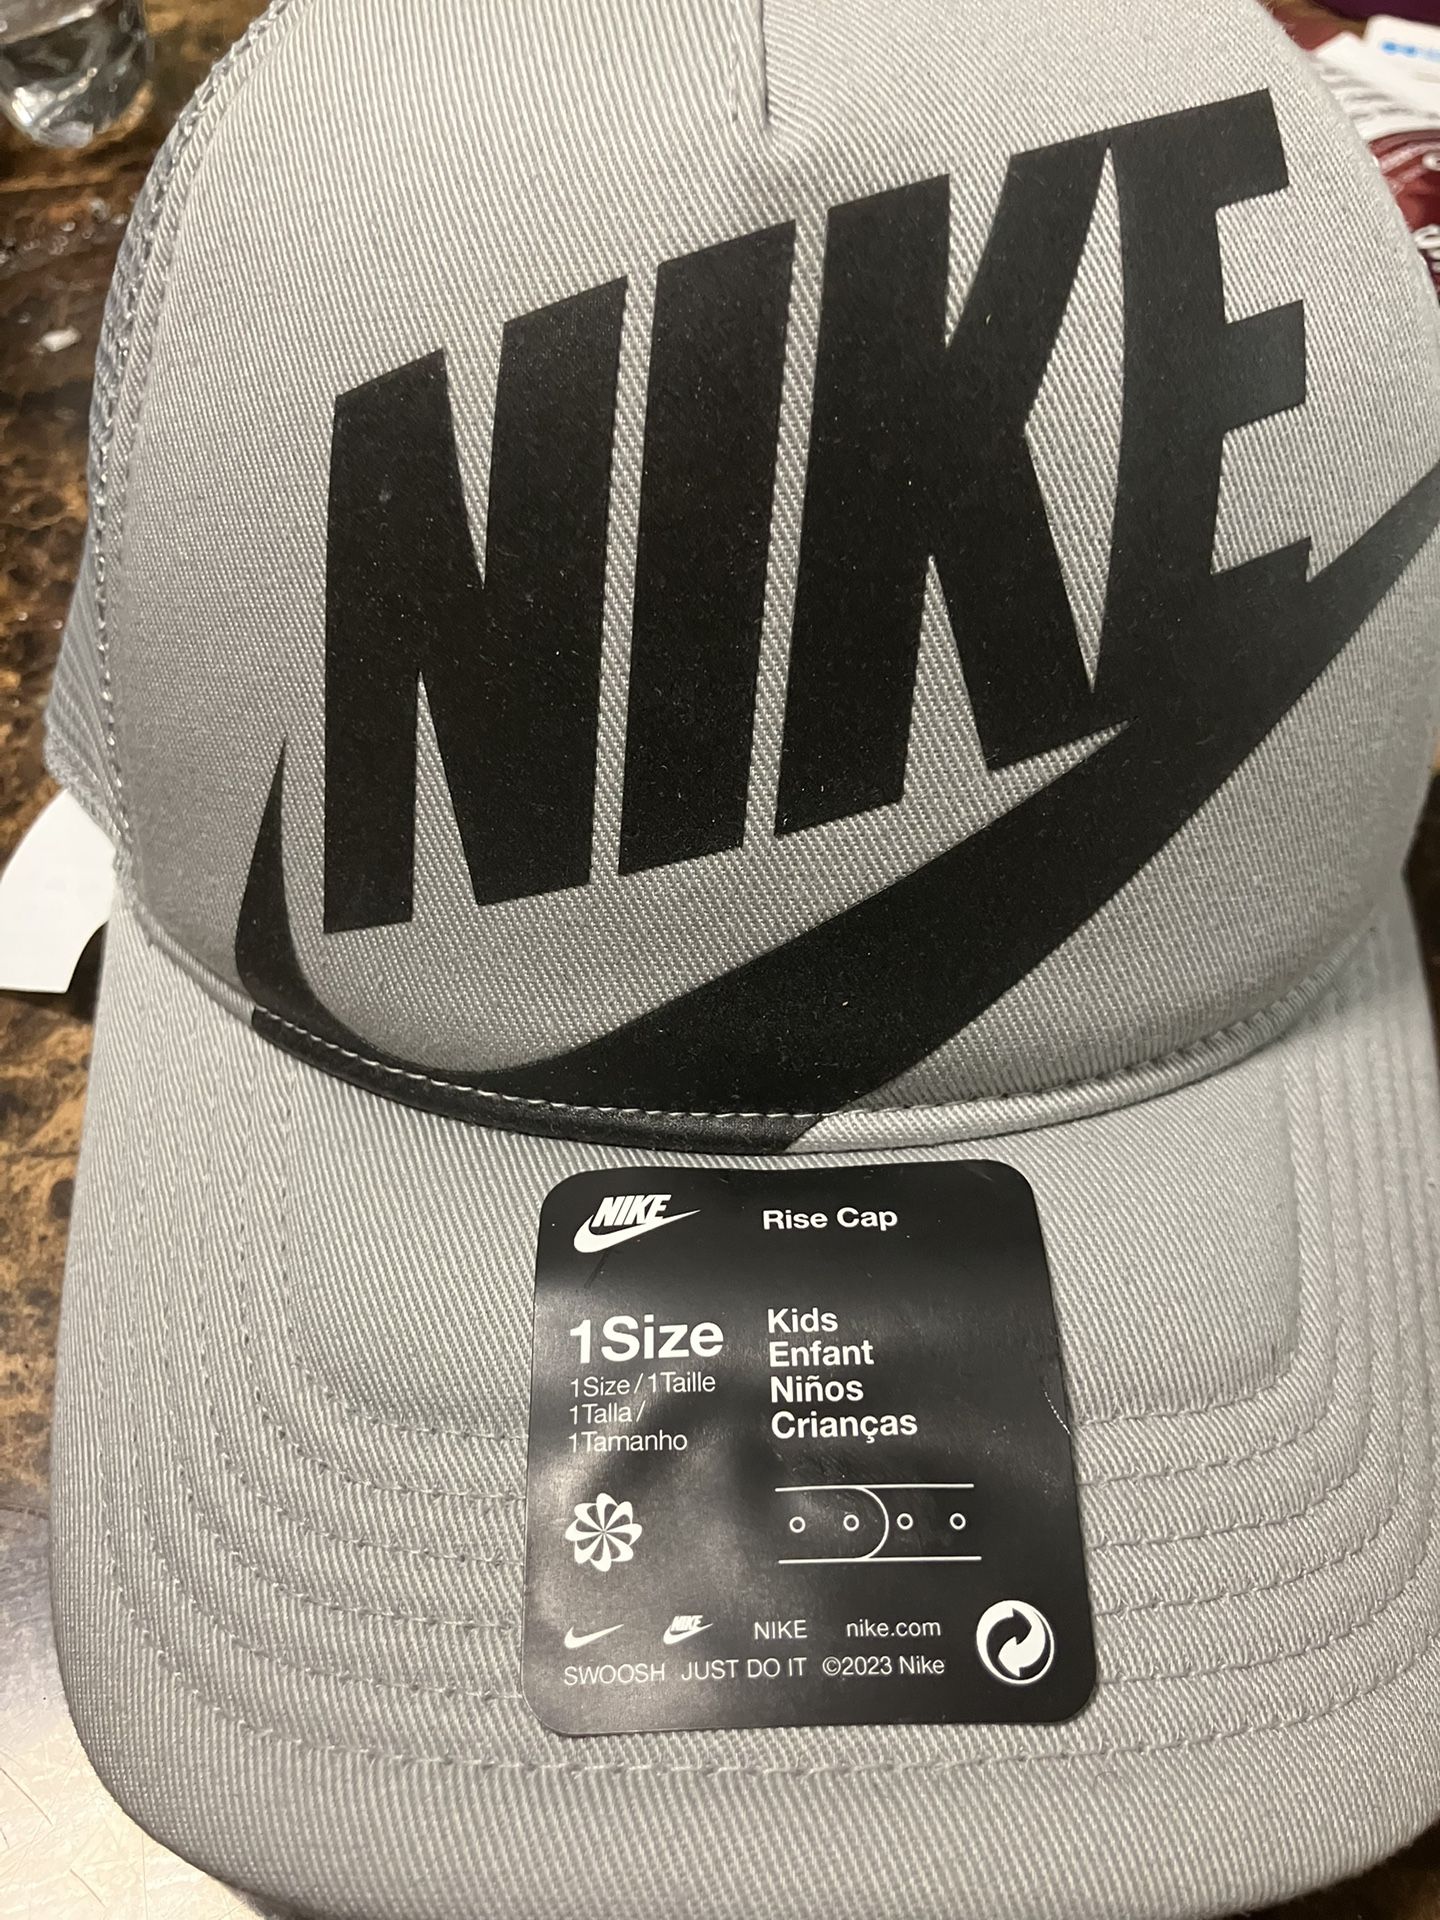 NIKE
NIKE Rise Cap
1Size
1Size / 1Taille
1Talla /
1Tamanho
Kids
Enfant
Niños
Crianças
NIKE NIKE nike.com
SWOOSH JUST DO IT ©2023 Nike